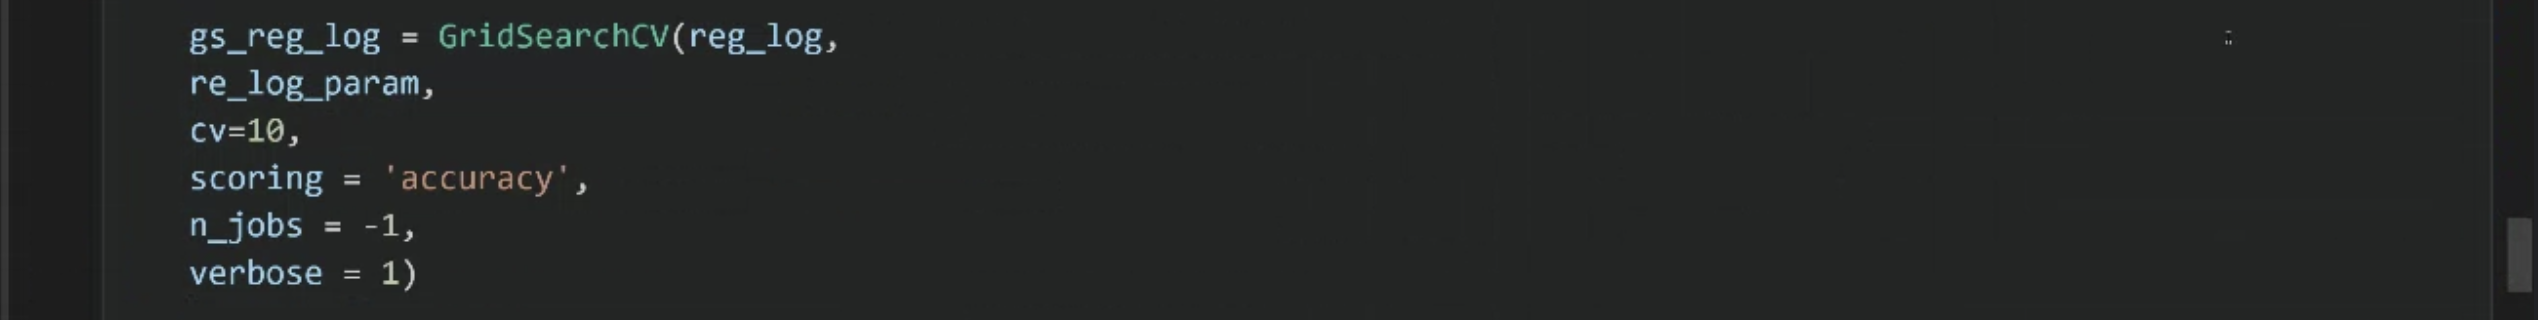 gs_reg_log = GridSearchCV(reg_log,
re_log_param,
cv=10,
scoring = 'accuracy',
n_jobs = -1,
verbose = 1)